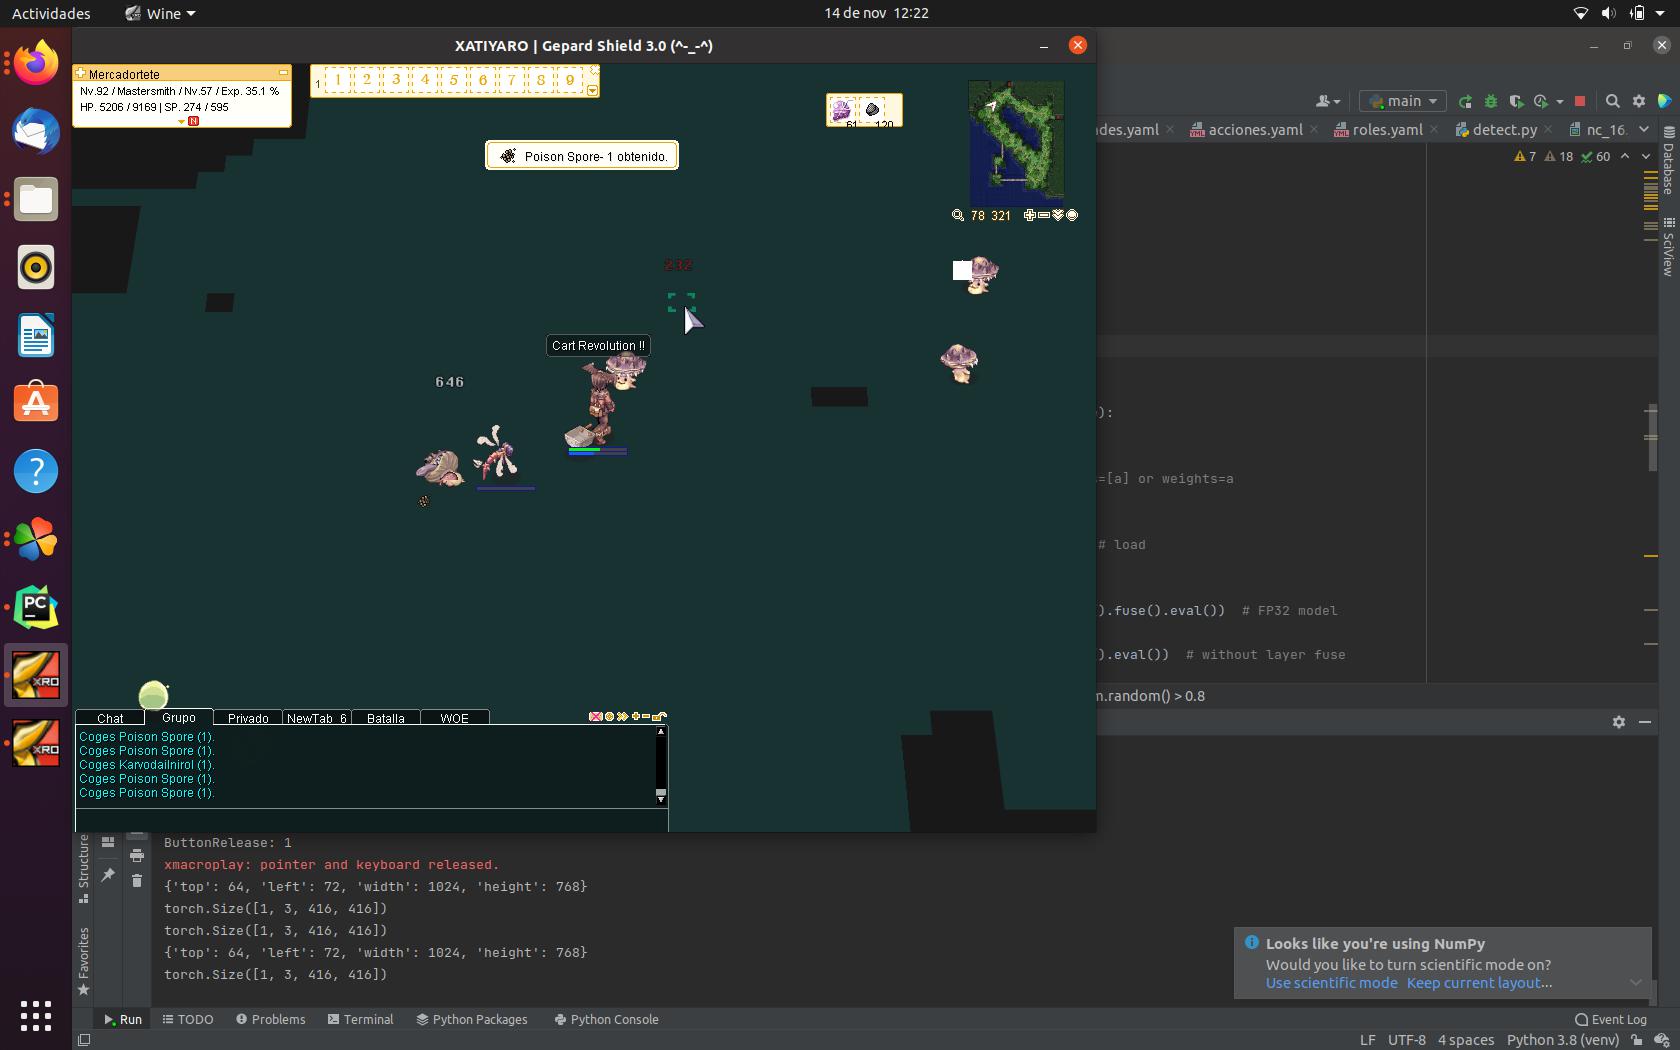 Actividades
Wine
14 de nov 12:22
XATIYARO | Gepard Shield 3.0 (^-_-^)
Mercadortete
Nv.92 / Mastersmith / Nv.57 / Exp. 35.1 %
HP. 5206 / 9169 | SP. 274 / 595
N
1 1 2 3 4 5 6 7 8 9
61 120
Poison Spore- 1 obtenido.
78 321
232
Cart Revolution !!
646
main
des.yaml
acciones.yaml
roles.yaml
detect.py
nc_16.
7 18 60
Database
SciView
):
=[a] or weights=a
# load
).fuse().eval()) # FP32 model
).eval()) # without layer fuse
m.random() > 0.8
PC
XRO
XRO
Chat Grupo Privado NewTab 6 Batalla WOE
Coges Poison Spore (1).
Coges Poison Spore (1).
Coges Karvodailnirol (1).
Coges Poison Spore (1).
Coges Poison Spore (1).
Structure
Favorites
ButtonRelease: 1
xmacroplay: pointer and keyboard released.
{'top': 64, 'left': 72, 'width': 1024, 'height': 768}
torch.Size([1, 3, 416, 416])
torch.Size([1, 3, 416, 416])
{'top': 64, 'left': 72, 'width': 1024, 'height': 768}
torch.Size([1, 3, 416, 416])
Looks like you're using NumPy
Would you like to turn scientific mode on?
Use scientific mode Keep current layout...
Run TODO Problems Terminal Python Packages Python Console
Event Log
LF UTF-8 4 spaces Python 3.8 (venv)